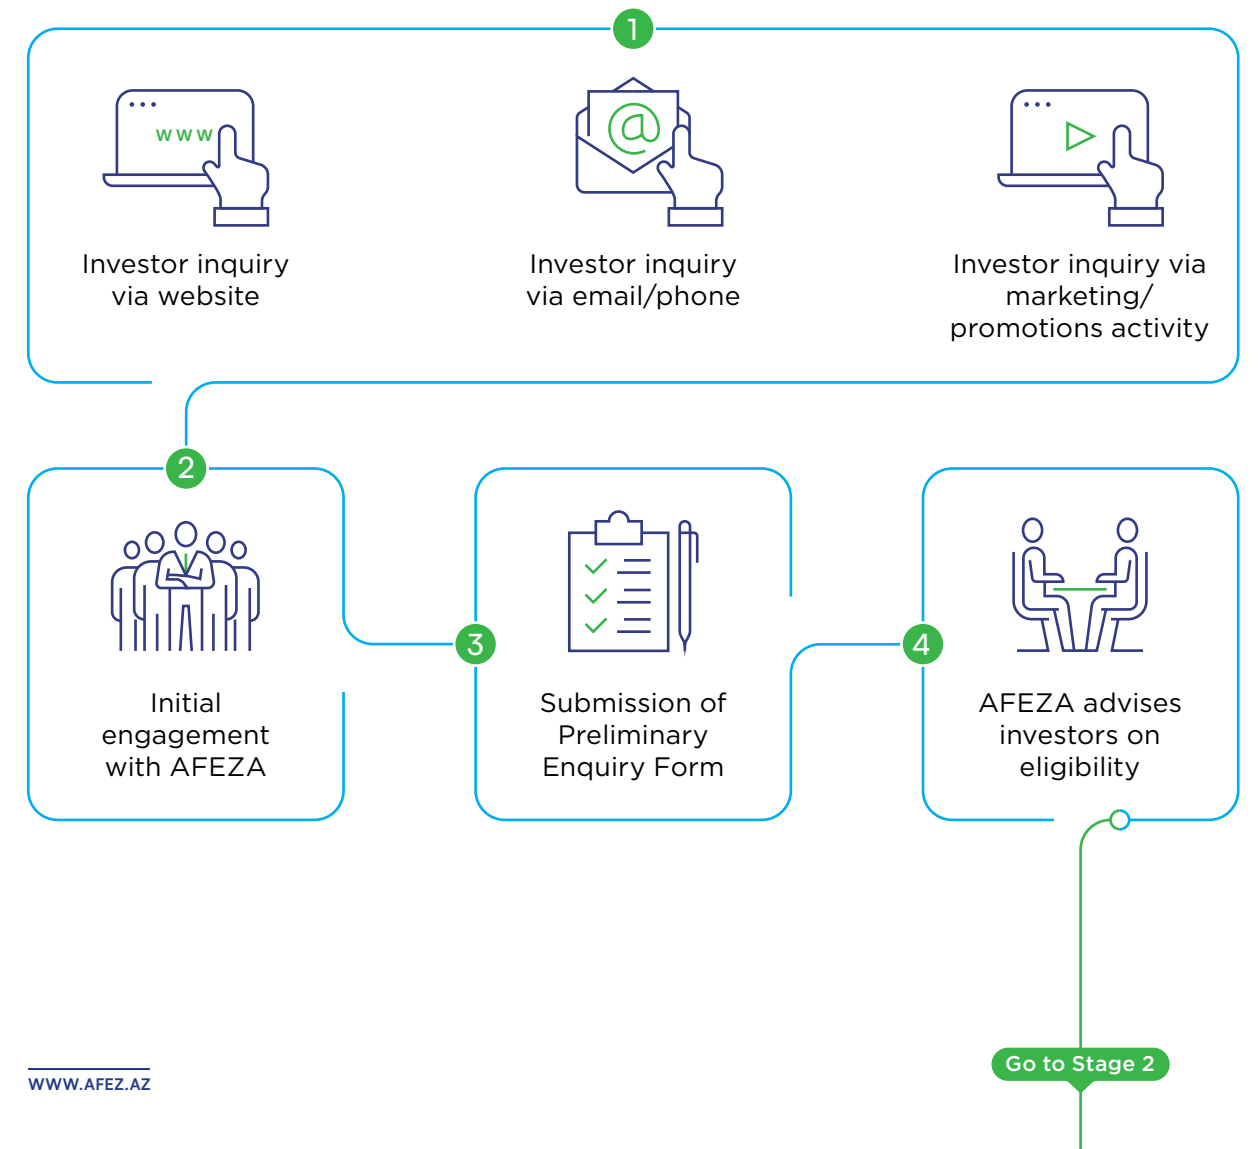 1
www
@
Investor inquiry
via website
Investor inquiry
via email/phone
Investor inquiry via
marketing/
promotions activity
2
Initial
engagement
with AFEZA
3
Submission of
Preliminary
Enquiry Form
4
AFEZA advises
investors on
eligibility
WWW.AFEZ.AZ
Go to Stage 2